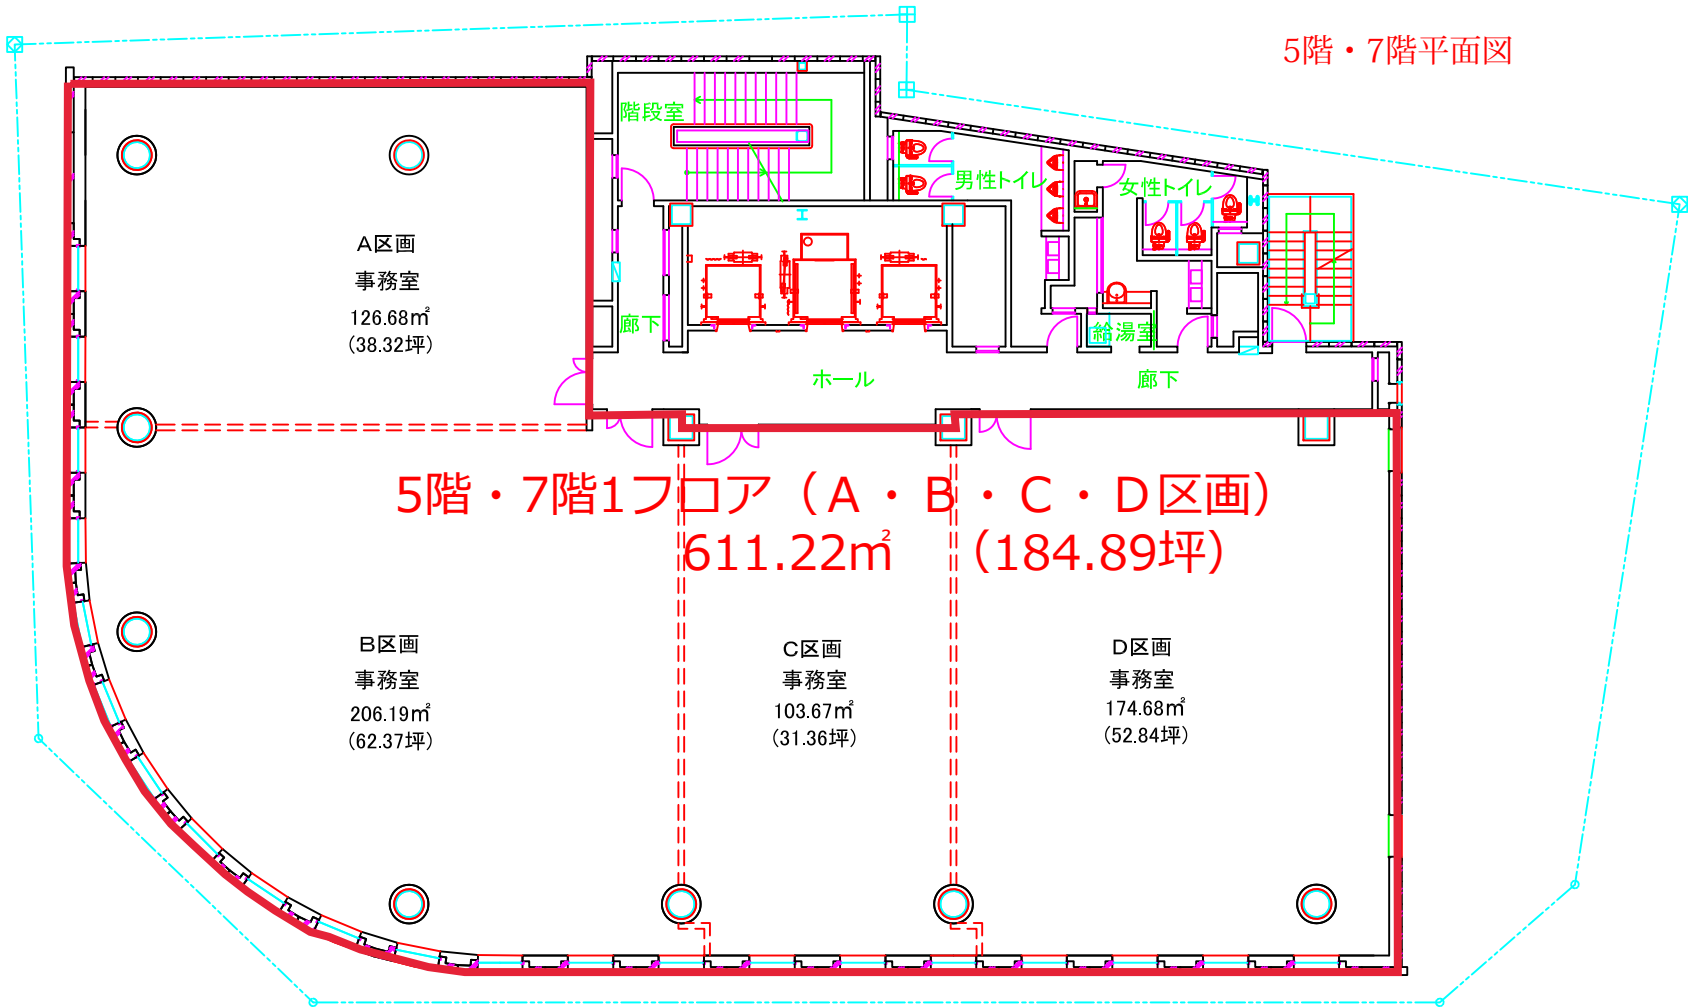 5階・7階平面図
階段室
男性トイレ
女性トイレ
A区画
事務室
126.68㎡
(38.32坪)
廊下
給湯室
ホール
廊下
5階・7階1フロア（A・B・C・D区画）
611.22㎡　（184.89坪）
B区画
事務室
206.19㎡
(62.37坪)
C区画
事務室
103.67㎡
(31.36坪)
D区画
事務室
174.68㎡
(52.84坪)